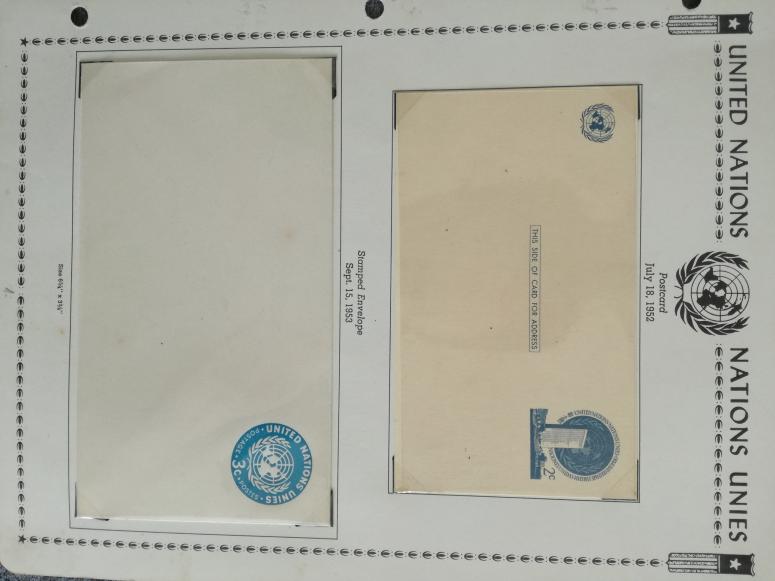 UNITED NATIONS
NATIONS UNIES
Postcard
July 18, 1952
THIS SIDE OF CARD FOR ADDRESS
2c
Stamped Envelope
Sept. 15, 1953
UNITED NATIONS
UNIES
POSTAGE
3c
POSTES